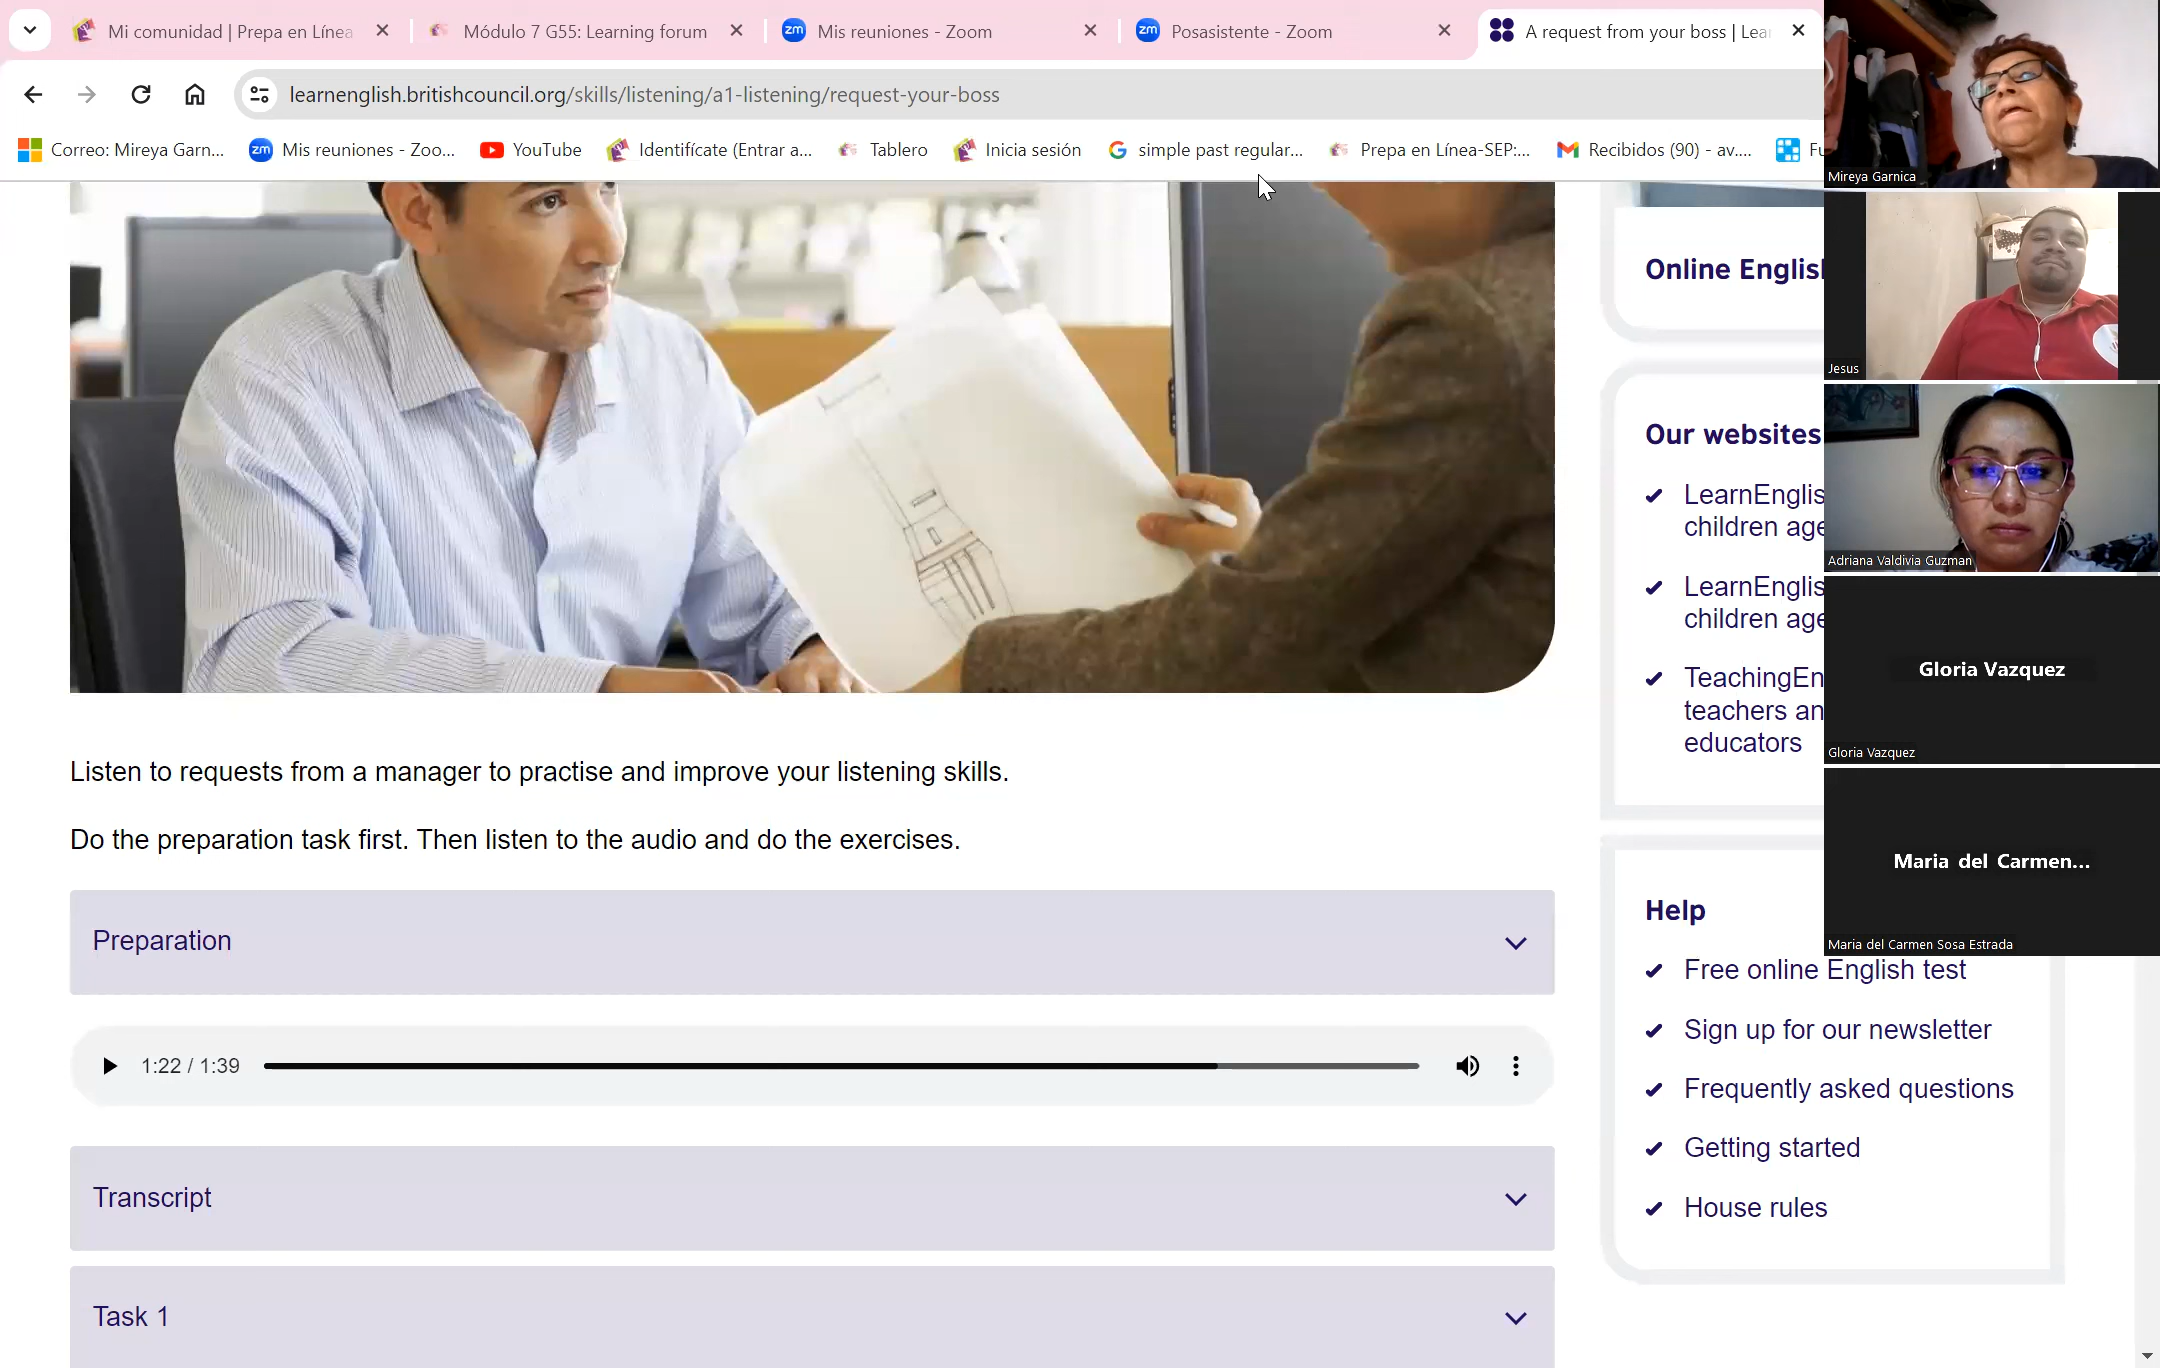 Mi comunidad | Prepa en Línea
Módulo 7 G55: Learning forum
Mis reuniones - Zoom
Posasistente - Zoom
A request from your boss | Lea
learnenglish.britishcouncil.org/skills/listening/a1-listening/request-your-boss
Correo: Mireya Garn...
Mis reuniones - Zoo...
YouTube
Identifícate (Entrar a...
Tablero
Inicia sesión
simple past regular...
Prepa en Línea-SEP:...
Recibidos (90) - av....
Fu
Listen to requests from a manager to practise and improve your listening skills.
Do the preparation task first. Then listen to the audio and do the exercises.
Preparation
1:22 / 1:39
Transcript
Task 1
Online English
Our websites
LearnEnglis
children age
LearnEnglis
children age
TeachingEn
teachers an
educators
Help
Free online English test
Sign up for our newsletter
Frequently asked questions
Getting started
House rules
Mireya Garnica
Jesus
Adriana Valdivia Guzman
Gloria Vazquez
Gloria Vazquez
Maria del Carmen...
Maria del Carmen Sosa Estrada